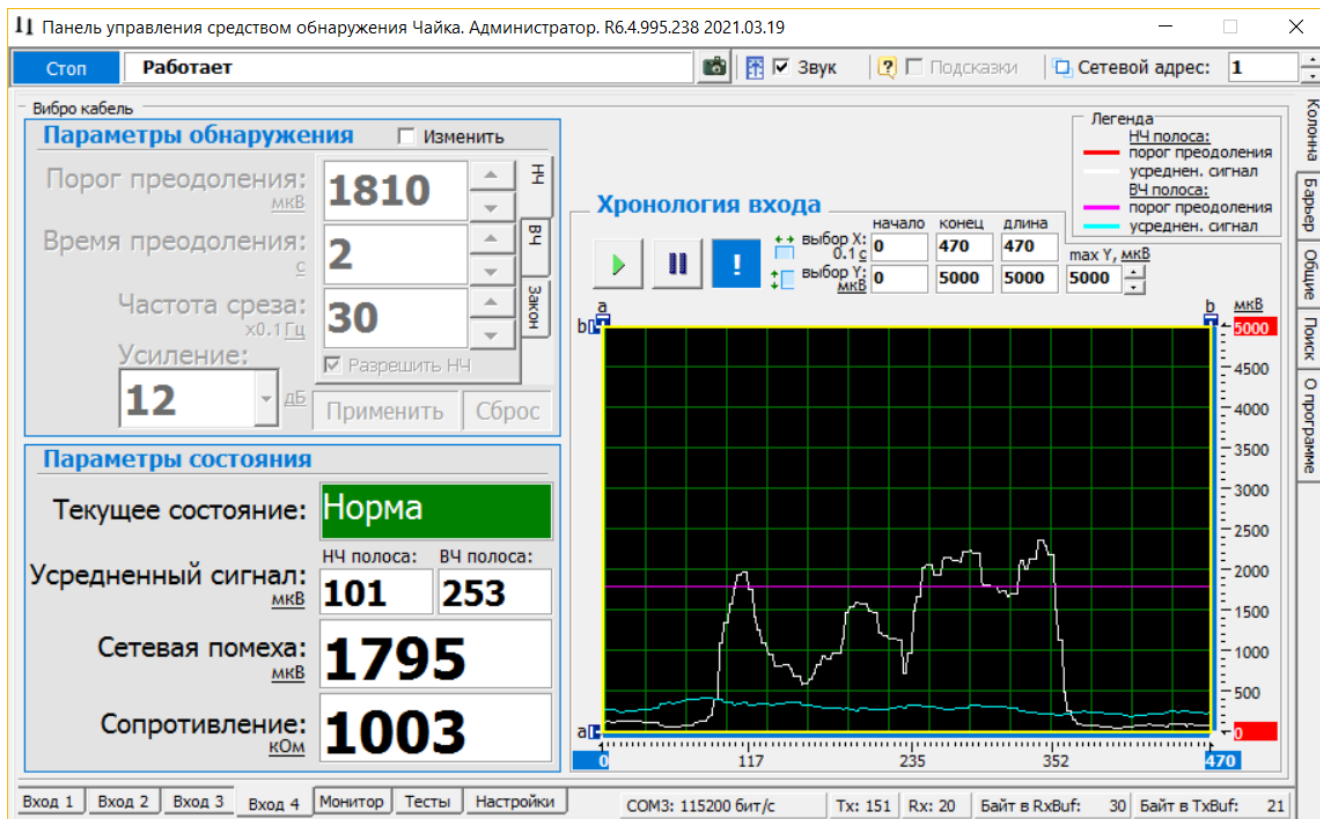 Панель управления средством обнаружения Чайка. Администратор. R6.4.995.238 2021.03.19
Стоп Работает Звук Подсказки Сетевой адрес: 1
Вибро кабель
Параметры обнаружения Изменить
Порог преодоления: 1810
мкВ
Время преодоления: 2
с
Частота среза: 30
x0.1 Гц
Разрешить НЧ
Усиление:
12 дБ
Применить Сброс
НЧ
ВЧ
Закон
Параметры состояния
Текущее состояние: Норма
НЧ полоса: ВЧ полоса:
Усредненный сигнал: 101 253
мкВ
Сетевая помеха: 1795
мкВ
Сопротивление: 1003
кОм
Легенда
НЧ полоса:
порог преодоления
усреднен. сигнал
ВЧ полоса:
порог преодоления
усреднен. сигнал
Хронология входа
начало конец длина
выбор X: 0 470 470
0.1 с
max Y, мкВ
выбор Y: 0 5000 5000 5000
мкВ
a b мкВ
b 5000
4500
4000
3500
3000
2500
2000
1500
1000
500
a 0
0 117 235 352 470
Колонна
Барьер
Общие
Поиск
О программе
Вход 1 Вход 2 Вход 3 Вход 4 Монитор Тесты Настройки
COM3: 115200 бит/с Tx: 151 Rx: 20 Байт в RxBuf: 30 Байт в TxBuf: 21